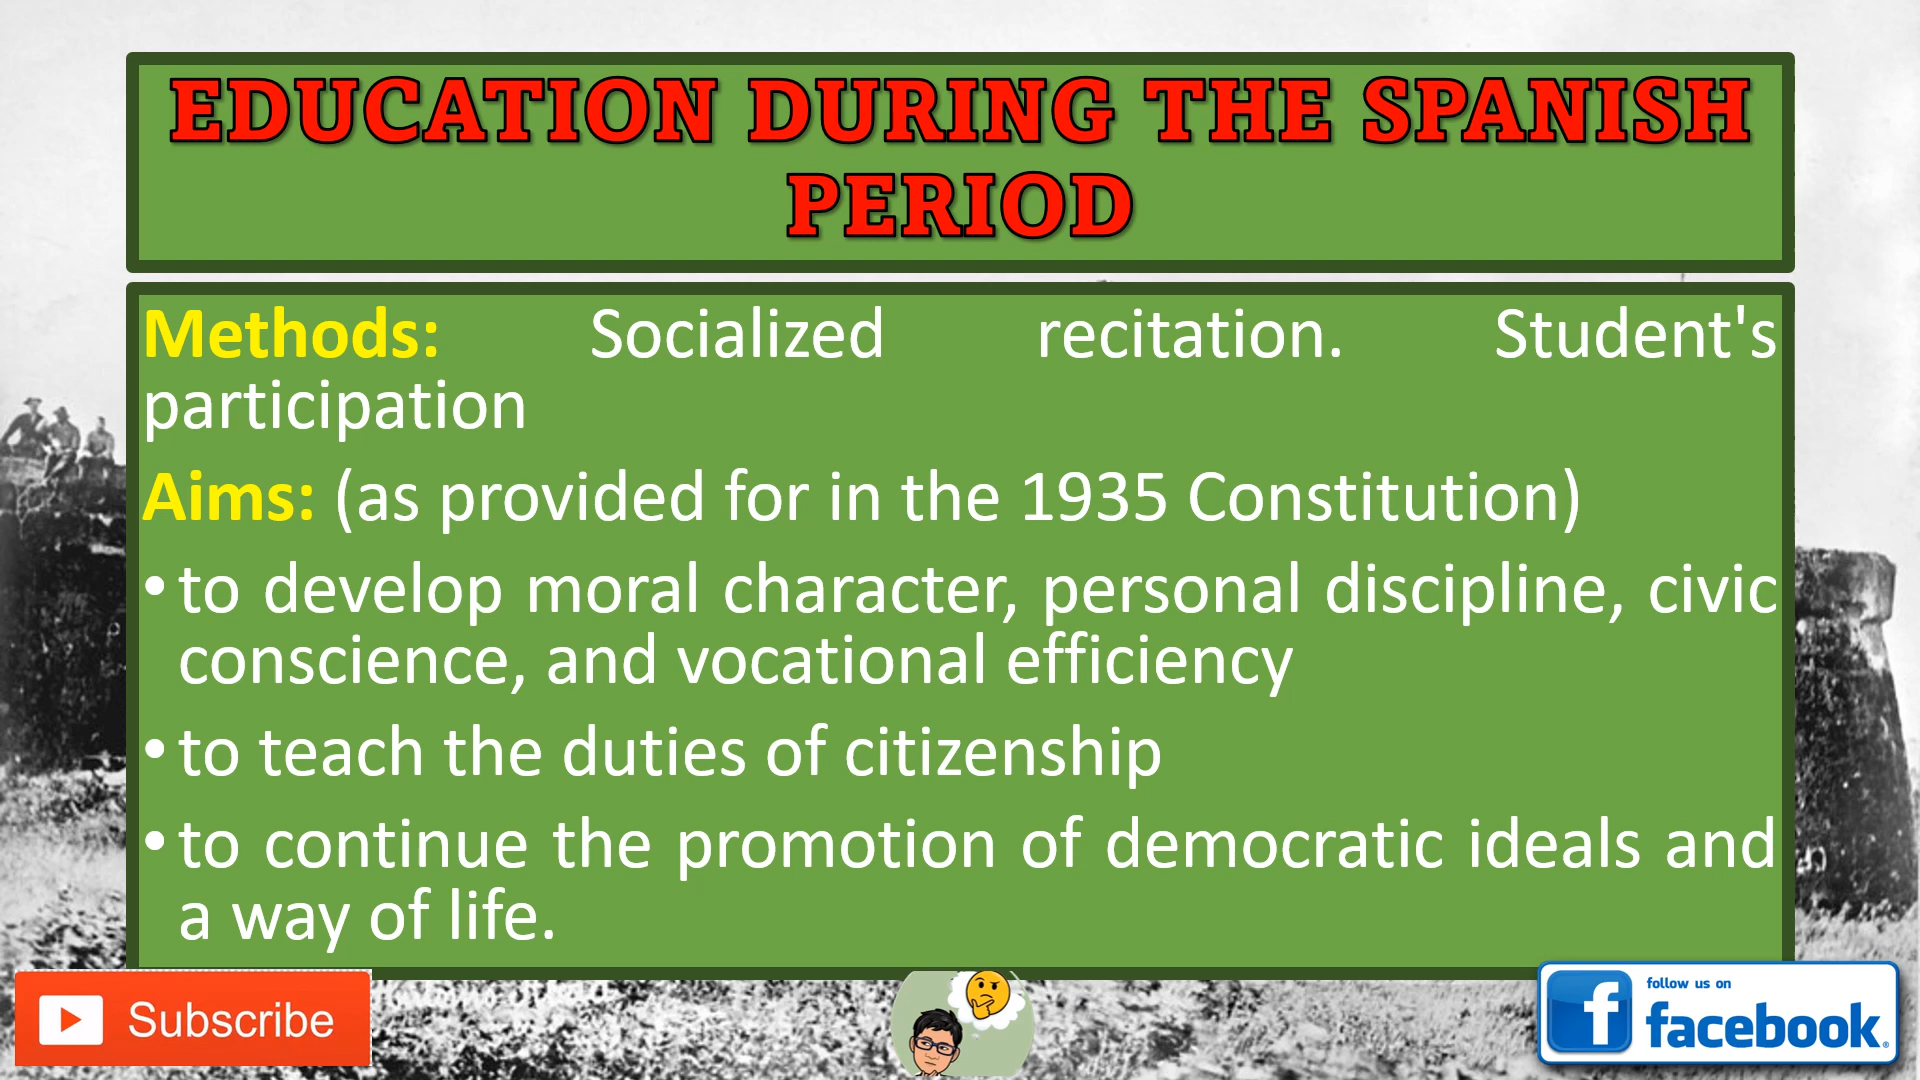 EDUCATION DURING THE SPANISH
PERIOD
Methods: Socialized recitation. Student's
participation
Aims: (as provided for in the 1935 Constitution)
• to develop moral character, personal discipline, civic
conscience, and vocational efficiency
• to teach the duties of citizenship
• to continue the promotion of democratic ideals and
a way of life.
Subscribe
follow us on
facebook